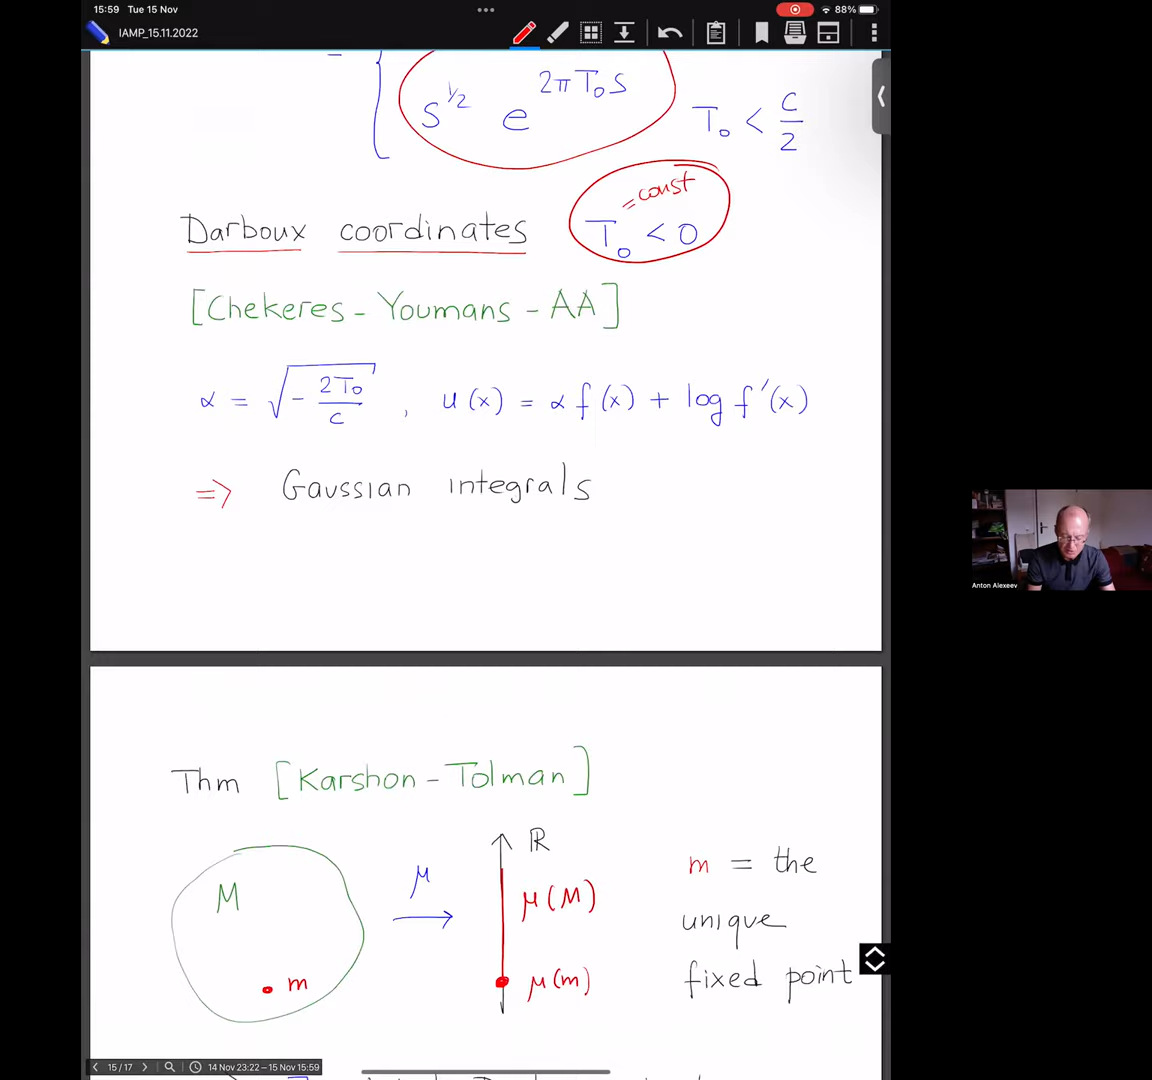 15:59 Tue 15 Nov
88%
IAMP_15.11.2022
= { s^{1/2} e^{2πT₀s} T₀ < c/2
Darboux coordinates T₀ < 0
= const
[Chekeres - Youmans - AA]
α = √(- 2T₀/c) , u(x) = α f(x) + log f′(x)
=> Gaussian integrals
Thm [Karshon - Tolman]
M
m
μ
ℝ
μ(M)
μ(m)
m = the
unique
fixed point
Anton Alexeev
15/17
14 Nov 23:22 – 15 Nov 15:59